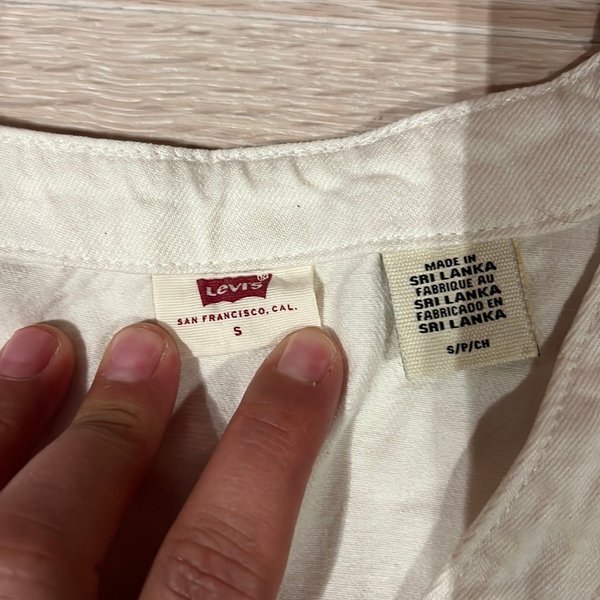 Levi's
SAN FRANCISCO, CAL.
S
MADE IN
SRI LANKA
FABRIQUE AU
SRI LANKA
FABRICADO EN
SRI LANKA
S/P/CH